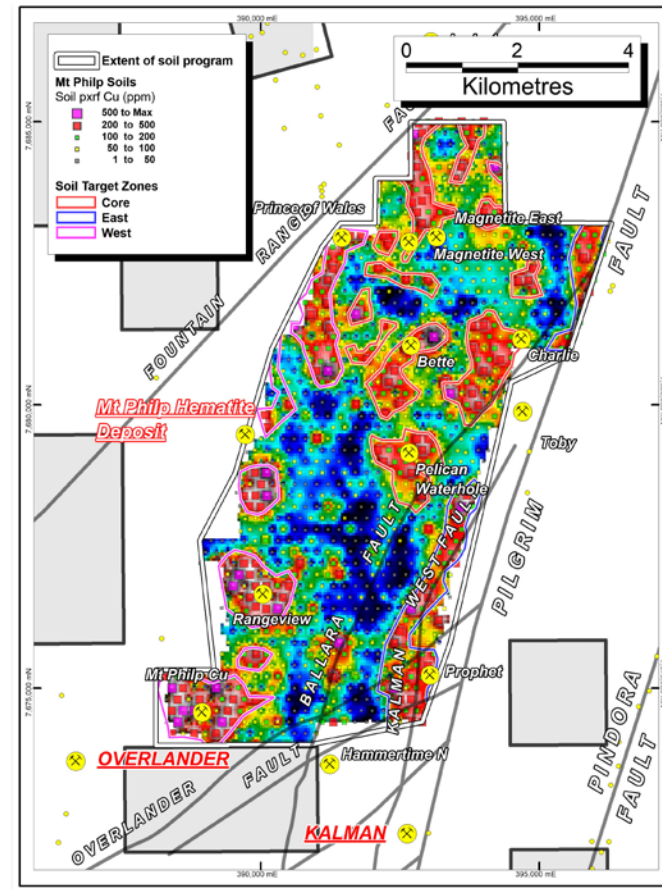 390,000 mE
395,000 mE
Extent of soil program
Mt Philp Soils
Soil pxrf Cu (ppm)
500 to Max
200 to 500
100 to 200
50 to 100
1 to 50
Soil Target Zones
Core
East
West
0 2 4
Kilometres
7,685,000 mN
Prince of Wales
Magnetite East
Magnetite West
FOUNTAIN RANGE
FAULT
Bette
Charlie
7,680,000 mN
Mt Philp Hematite
Deposit
Toby
Pelican
Waterhole
FAULT
WEST FAULT
PILGRIM
Rangeview
BALLARA
Mt Philp Cu
Prophet
KALMAN
7,675,000 mN
PINDORA
FAULT
OVERLANDER
Hammertime N
OVERLANDER
FAULT
KALMAN
390,000 mE
395,000 mE